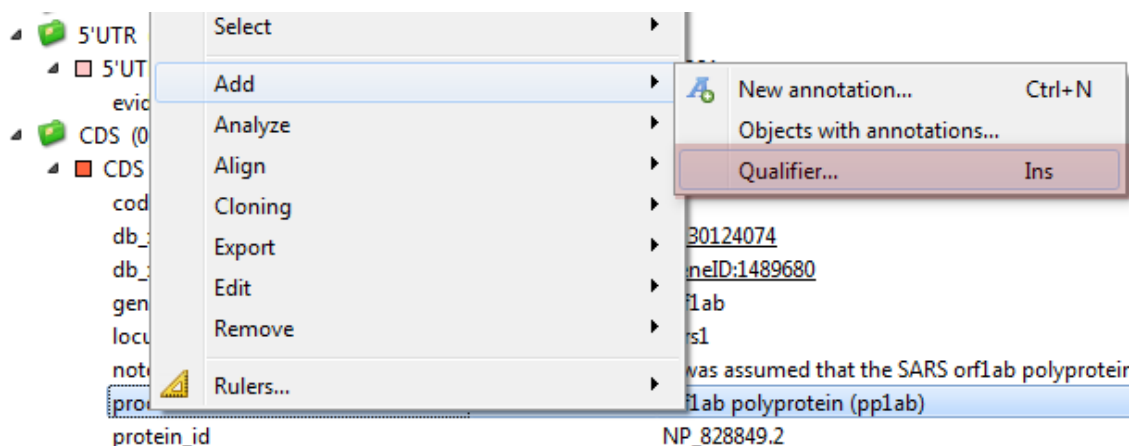 5'UTR
Select
5'UT
Add
New annotation... Ctrl+N
evid
Analyze
Objects with annotations...
CDS (0
CDS
Align
Qualifier... Ins
cod
Cloning
db_
30124074
Export
db_
eneID:1489680
Edit
gen
f1ab
Remove
locu
rs1
note
was assumed that the SARS orf1ab polyprotein
Rulers...
f1ab polyprotein (pp1ab)
protein_id NP_828849.2